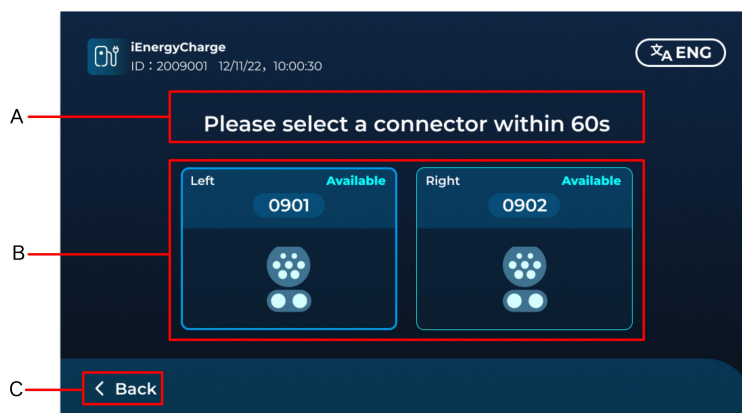 iEnergyCharge
ID：2009001 12/11/22，10:00:30
文A ENG
A
Please select a connector within 60s
Left Available
0901
Right Available
0902
B
C
< Back